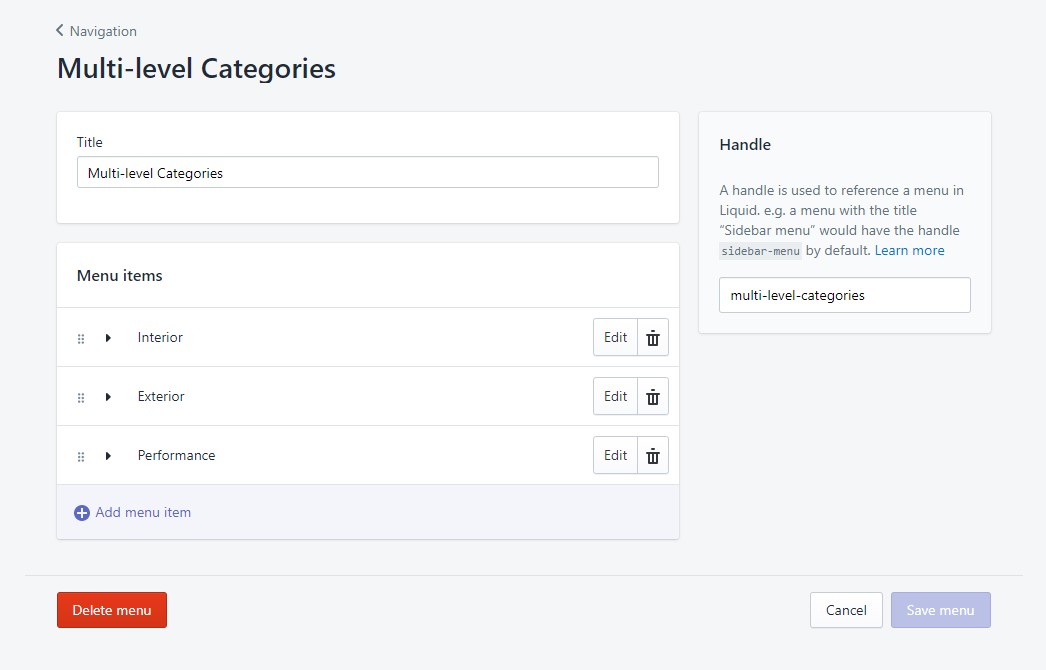 Navigation
Multi-level Categories
Title
Multi-level Categories
Menu items
Interior
Edit
Exterior
Edit
Performance
Edit
Add menu item
Handle
A handle is used to reference a menu in
Liquid. e.g. a menu with the title
“Sidebar menu” would have the handle
sidebar-menu by default. Learn more
multi-level-categories
Delete menu
Cancel
Save menu